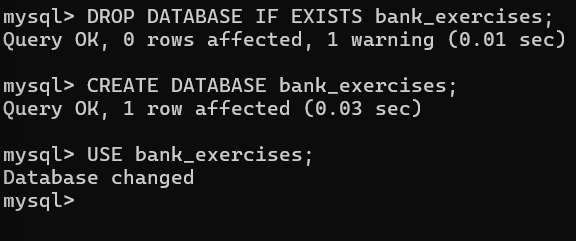 mysql> DROP DATABASE IF EXISTS bank_exercises;
Query OK, 0 rows affected, 1 warning (0.01 sec)
mysql> CREATE DATABASE bank_exercises;
Query OK, 1 row affected (0.03 sec)
mysql> USE bank_exercises;
Database changed
mysql>